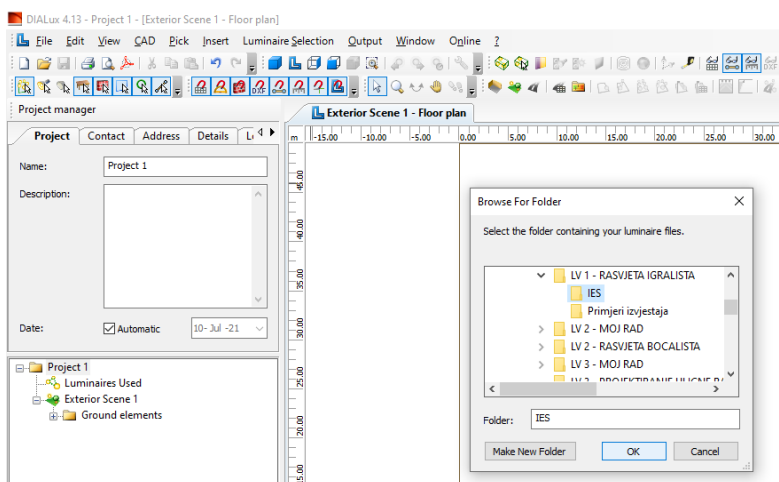 DIALux 4.13 - Project 1 - [Exterior Scene 1 - Floor plan]
File Edit View CAD Pick Insert Luminaire Selection Output Window Online ?
Project manager
Project Contact Address Details
Name: Project 1
Description:
Date: Automatic 10- Jul -21
Project 1
Luminaires Used
Exterior Scene 1
Ground elements
Exterior Scene 1 - Floor plan
m -15.00 -10.00 -5.00 0.00 5.00 10.00 15.00 20.00 25.00 30.00
45.00
40.00
35.00
30.00
25.00
20.00
Browse For Folder
Select the folder containing your luminaire files.
LV 1 - RASVJETA IGRALISTA
IES
Primjeri izvjestaja
LV 2 - MOJ RAD
LV 2 - RASVJETA BOCALISTA
LV 3 - MOJ RAD
Folder: IES
Make New Folder OK Cancel